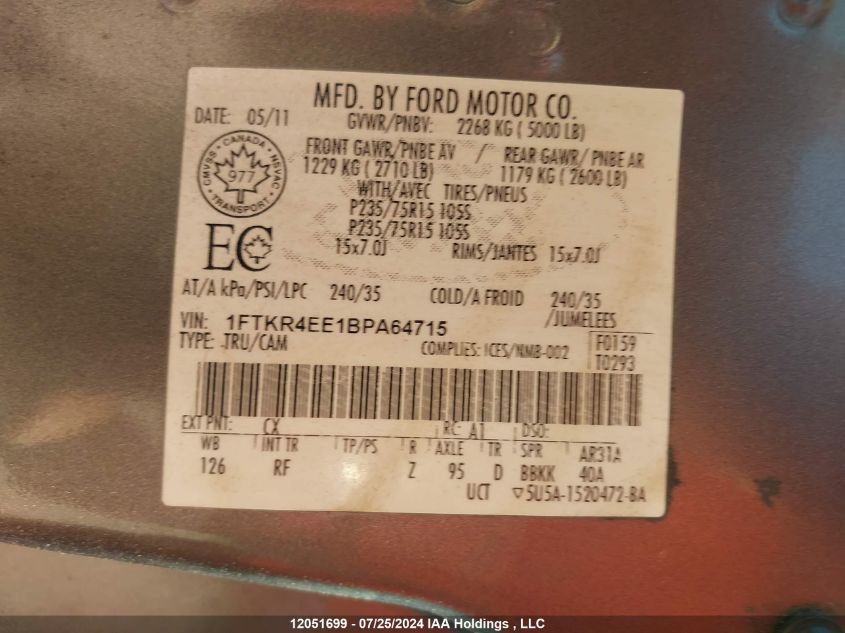 MFD. BY FORD MOTOR CO.
DATE: 05/11 GVWR/PNBV: 2268 KG ( 5000 LB)
FRONT GAWR/PNBE AV / REAR GAWR/ PNBE AR
1229 KG ( 2710 LB) 1179 KG ( 2600 LB)
CANADA
CMVSS NSVAC
977
TRANSPORT
WITH/AVEC TIRES/PNEUS
P235/75R15 105S
P235/75R15 105S
15x7.0J RIMS/JANTES 15x7.0J
EC
AT/A kPa/PSI/LPC 240/35 COLD/A FROID 240/35
/JUMELEES
VIN: 1FTKR4EE1BPA64715
TYPE: TRU/CAM COMPLIES: ICES/NMB-002 F0159
T0293
EXT PNT: CX RC: A1 DSO:
WB INT TR TP/PS R AXLE TR SPR AR31A
126 RF Z 95 D BBKK 40A
UCT ▽5U5A-1520472-BA
12051699 - 07/25/2024 IAA Holdings , LLC